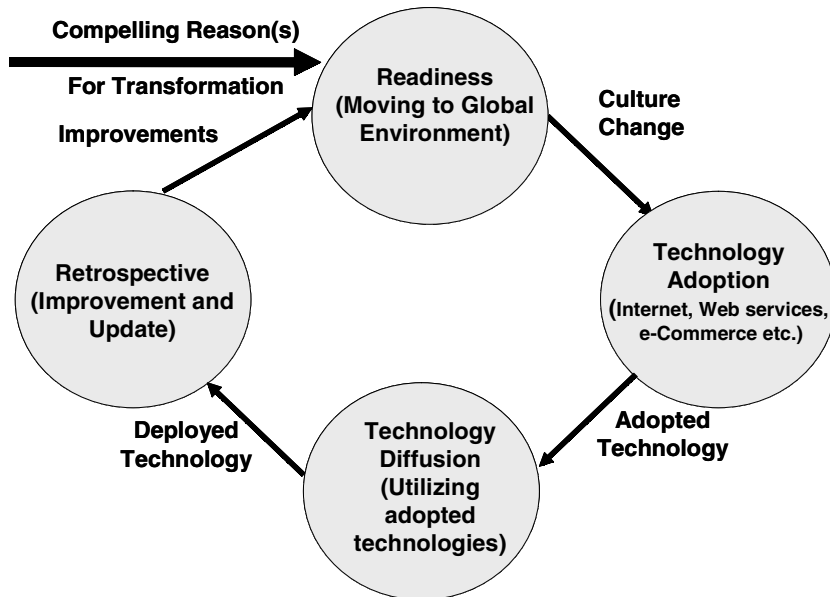 Compelling Reason(s)
For Transformation
Improvements
Readiness
(Moving to Global
Environment)
Culture
Change
Technology
Adoption
(Internet, Web services,
e-Commerce etc.)
Adopted
Technology
Technology
Diffusion
(Utilizing
adopted
technologies)
Deployed
Technology
Retrospective
(Improvement and
Update)